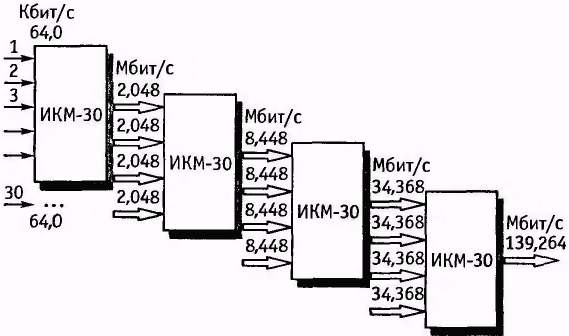 Кбит/с
64,0
1
2
3
30 ...
64,0
ИКМ-30
Мбит/с
2,048
2,048
2,048
2,048
ИКМ-30
Мбит/с
8,448
8,448
8,448
8,448
ИКМ-30
Мбит/с
34,368
34,368
34,368
34,368
ИКМ-30
Мбит/с
139,264